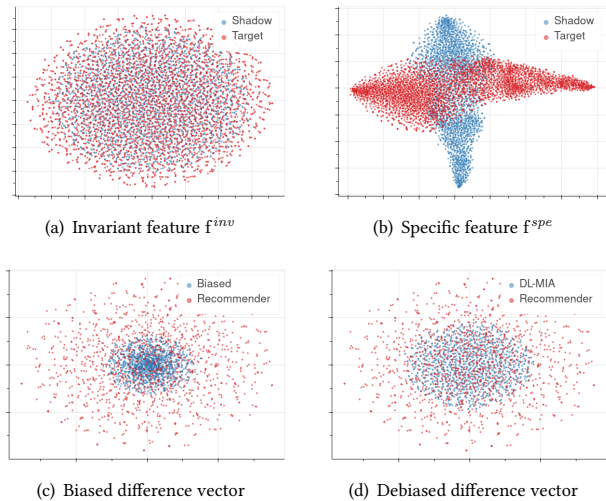 Shadow
Target
Shadow
Target
(a) Invariant feature f^{inv}
(b) Specific feature f^{spe}
Biased
Recommender
DL-MIA
Recommender
(c) Biased difference vector
(d) Debiased difference vector